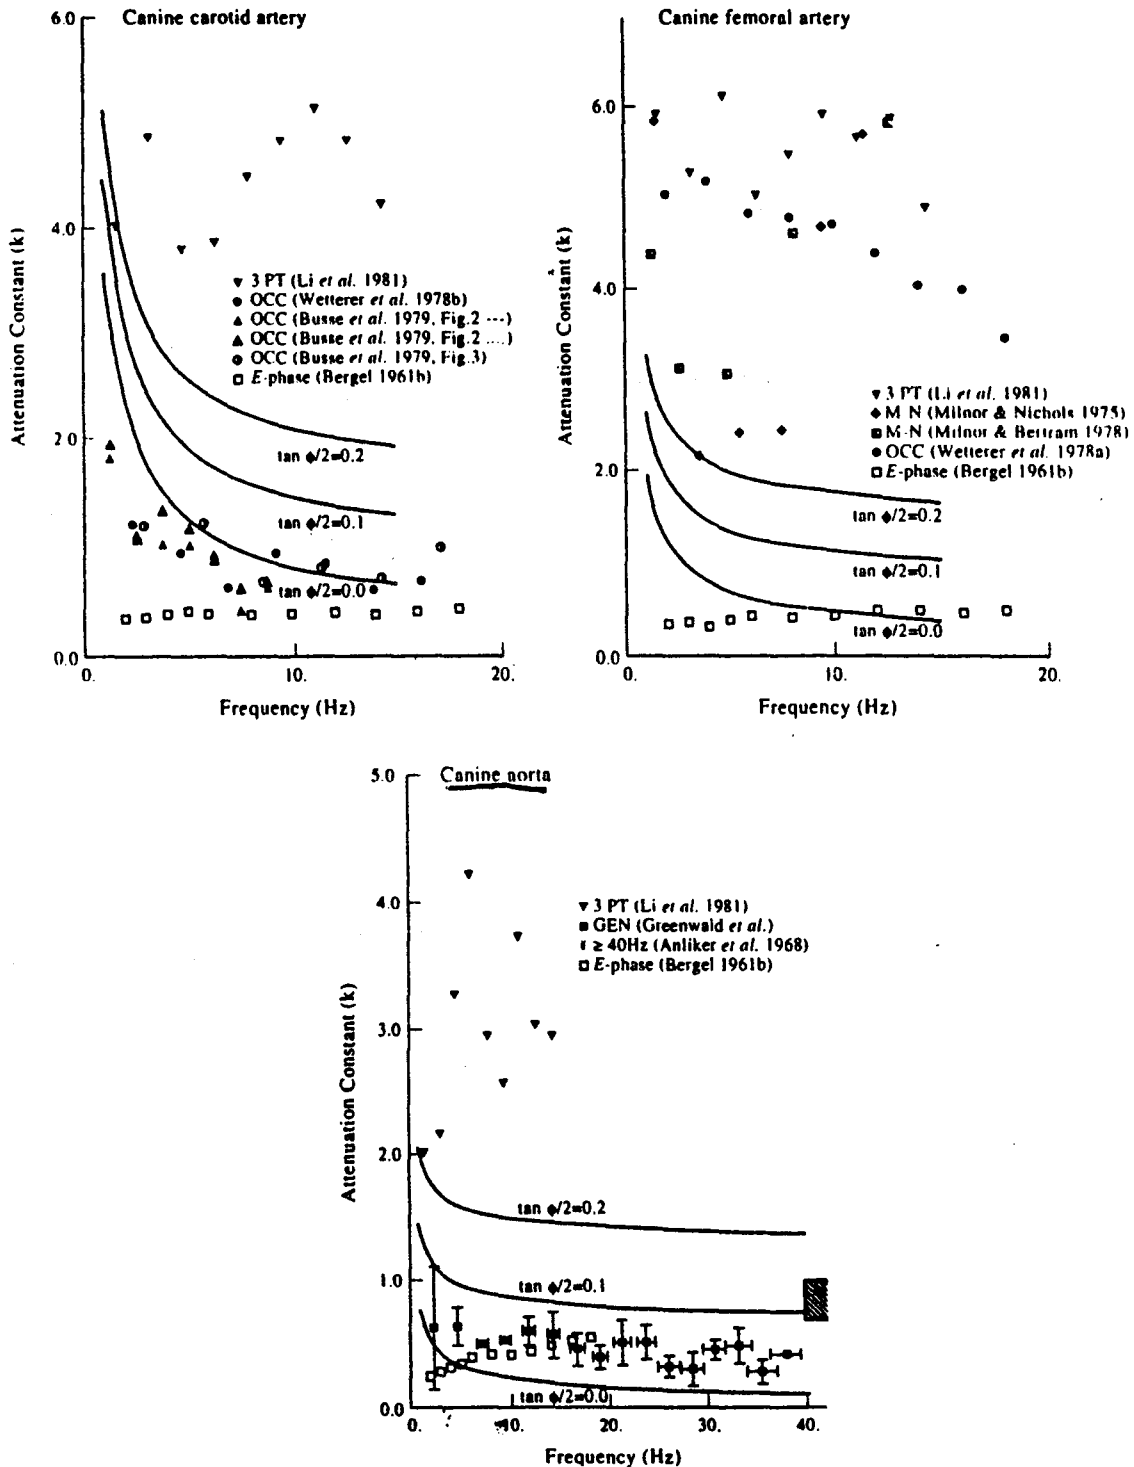 Canine carotid artery
6.0
4.0
2.0
0.0
Attenuation Constant (k)
▼ 3 PT (Li et al. 1981)
● OCC (Wetterer et al. 1978b)
▲ OCC (Busse et al. 1979, Fig.2 ---)
▲ OCC (Busse et al. 1979, Fig.2 ....)
OCC (Busse et al. 1979, Fig.3)
□ E-phase (Bergel 1961b)
tan ϕ/2=0.2
tan ϕ/2=0.1
tan ϕ/2=0.0
0. 10. 20.
Frequency (Hz)
Canine femoral artery
6.0
4.0
2.0
0.0
Attenuation Constant (k)
▼ 3 PT (Li et al. 1981)
◆ M-N (Milnor & Nichols 1975)
M-N (Milnor & Bertram 1978)
● OCC (Wetterer et al. 1978a)
□ E-phase (Bergel 1961b)
tan ϕ/2=0.2
tan ϕ/2=0.1
tan ϕ/2=0.0
0. 10. 20.
Frequency (Hz)
Canine aorta
5.0
4.0
3.0
2.0
1.0
0.0
Attenuation Constant (k)
▼ 3 PT (Li et al. 1981)
■ GEN (Greenwald et al.)
≥ 40Hz (Anliker et al. 1968)
□ E-phase (Bergel 1961b)
tan ϕ/2=0.2
tan ϕ/2=0.1
tan ϕ/2=0.0
0. 10. 20. 30. 40.
Frequency (Hz)